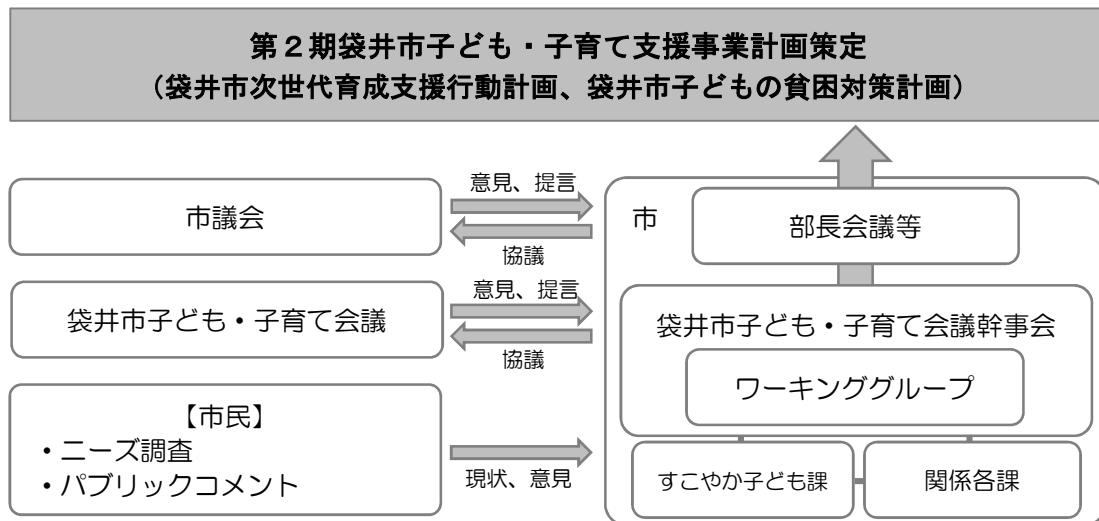 第２期袋井市子ども・子育て支援事業計画策定
（袋井市次世代育成支援行動計画、袋井市子どもの貧困対策計画）
市議会
意見、提言
協議
袋井市子ども・子育て会議
意見、提言
協議
【市民】
・ニーズ調査
・パブリックコメント
現状、意見
市
部長会議等
袋井市子ども・子育て会議幹事会
ワーキンググループ
すこやか子ども課
関係各課